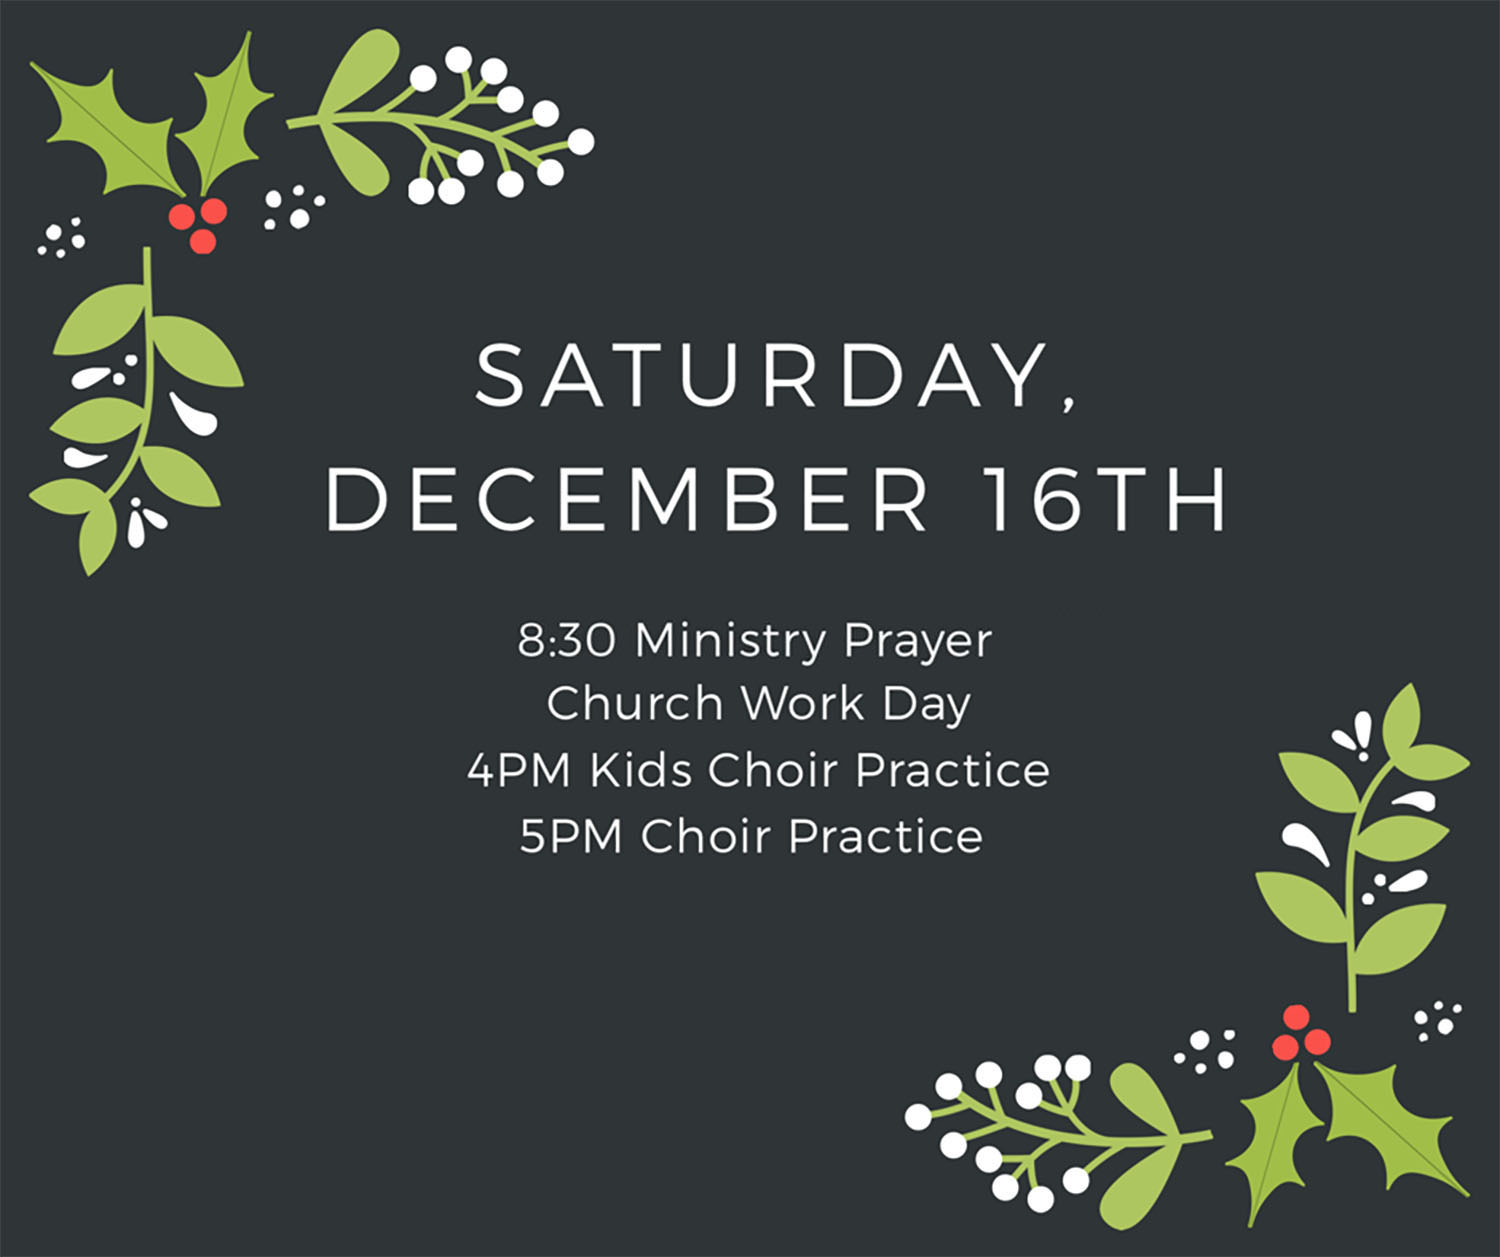 SATURDAY,
DECEMBER 16TH
8:30 Ministry Prayer
Church Work Day
4PM Kids Choir Practice
5PM Choir Practice